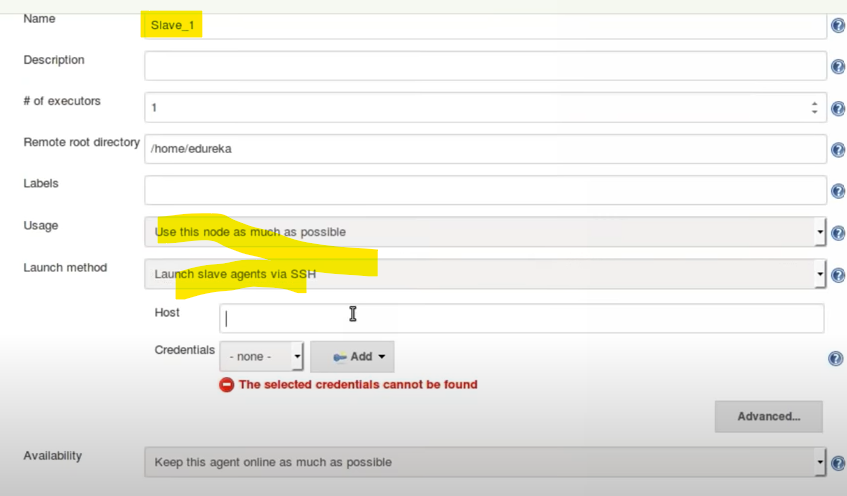 Name
Slave_1
Description
# of executors
1
Remote root directory
/home/edureka
Labels
Usage
Use this node as much as possible
Launch method
Launch slave agents via SSH
Host
Credentials
- none -
Add
The selected credentials cannot be found
Advanced...
Availability
Keep this agent online as much as possible